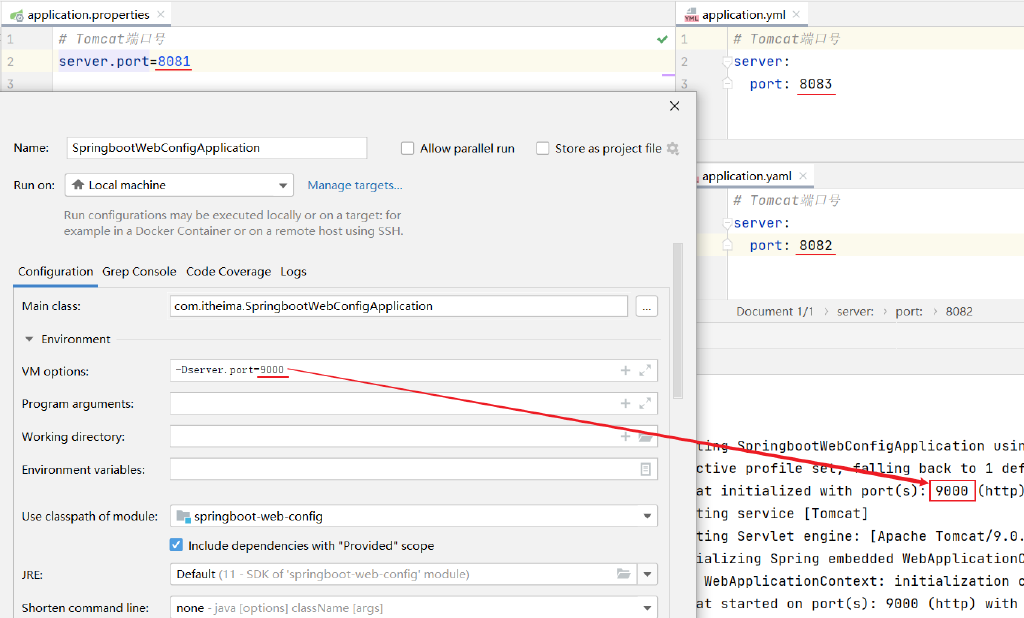 application.properties
application.yml
1 # Tomcat端口号
2 server.port=8081
3
1 # Tomcat端口号
2 server:
3 port: 8083
Name: SpringbootWebConfigApplication
Allow parallel run
Store as project file
Run on: Local machine
Manage targets...
Run configurations may be executed locally or on a target: for
example in a Docker Container or on a remote host using SSH.
application.yaml
# Tomcat端口号
server:
port: 8082
Document 1/1 › server: › port: › 8082
Configuration Grep Console Code Coverage Logs
Main class: com.itheima.SpringbootWebConfigApplication ...
Environment
VM options: -Dserver.port=9000
Program arguments:
Working directory:
Environment variables:
Use classpath of module: springboot-web-config
Include dependencies with "Provided" scope
JRE: Default (11 - SDK of 'springboot-web-config' module)
Shorten command line: none - java [options] className [args]
ting SpringbootWebConfigApplication usin
ctive profile set, falling back to 1 def
at initialized with port(s): 9000 (http)
ting service [Tomcat]
ting Servlet engine: [Apache Tomcat/9.0.
ializing Spring embedded WebApplicationC
WebApplicationContext: initialization c
at started on port(s): 9000 (http) with